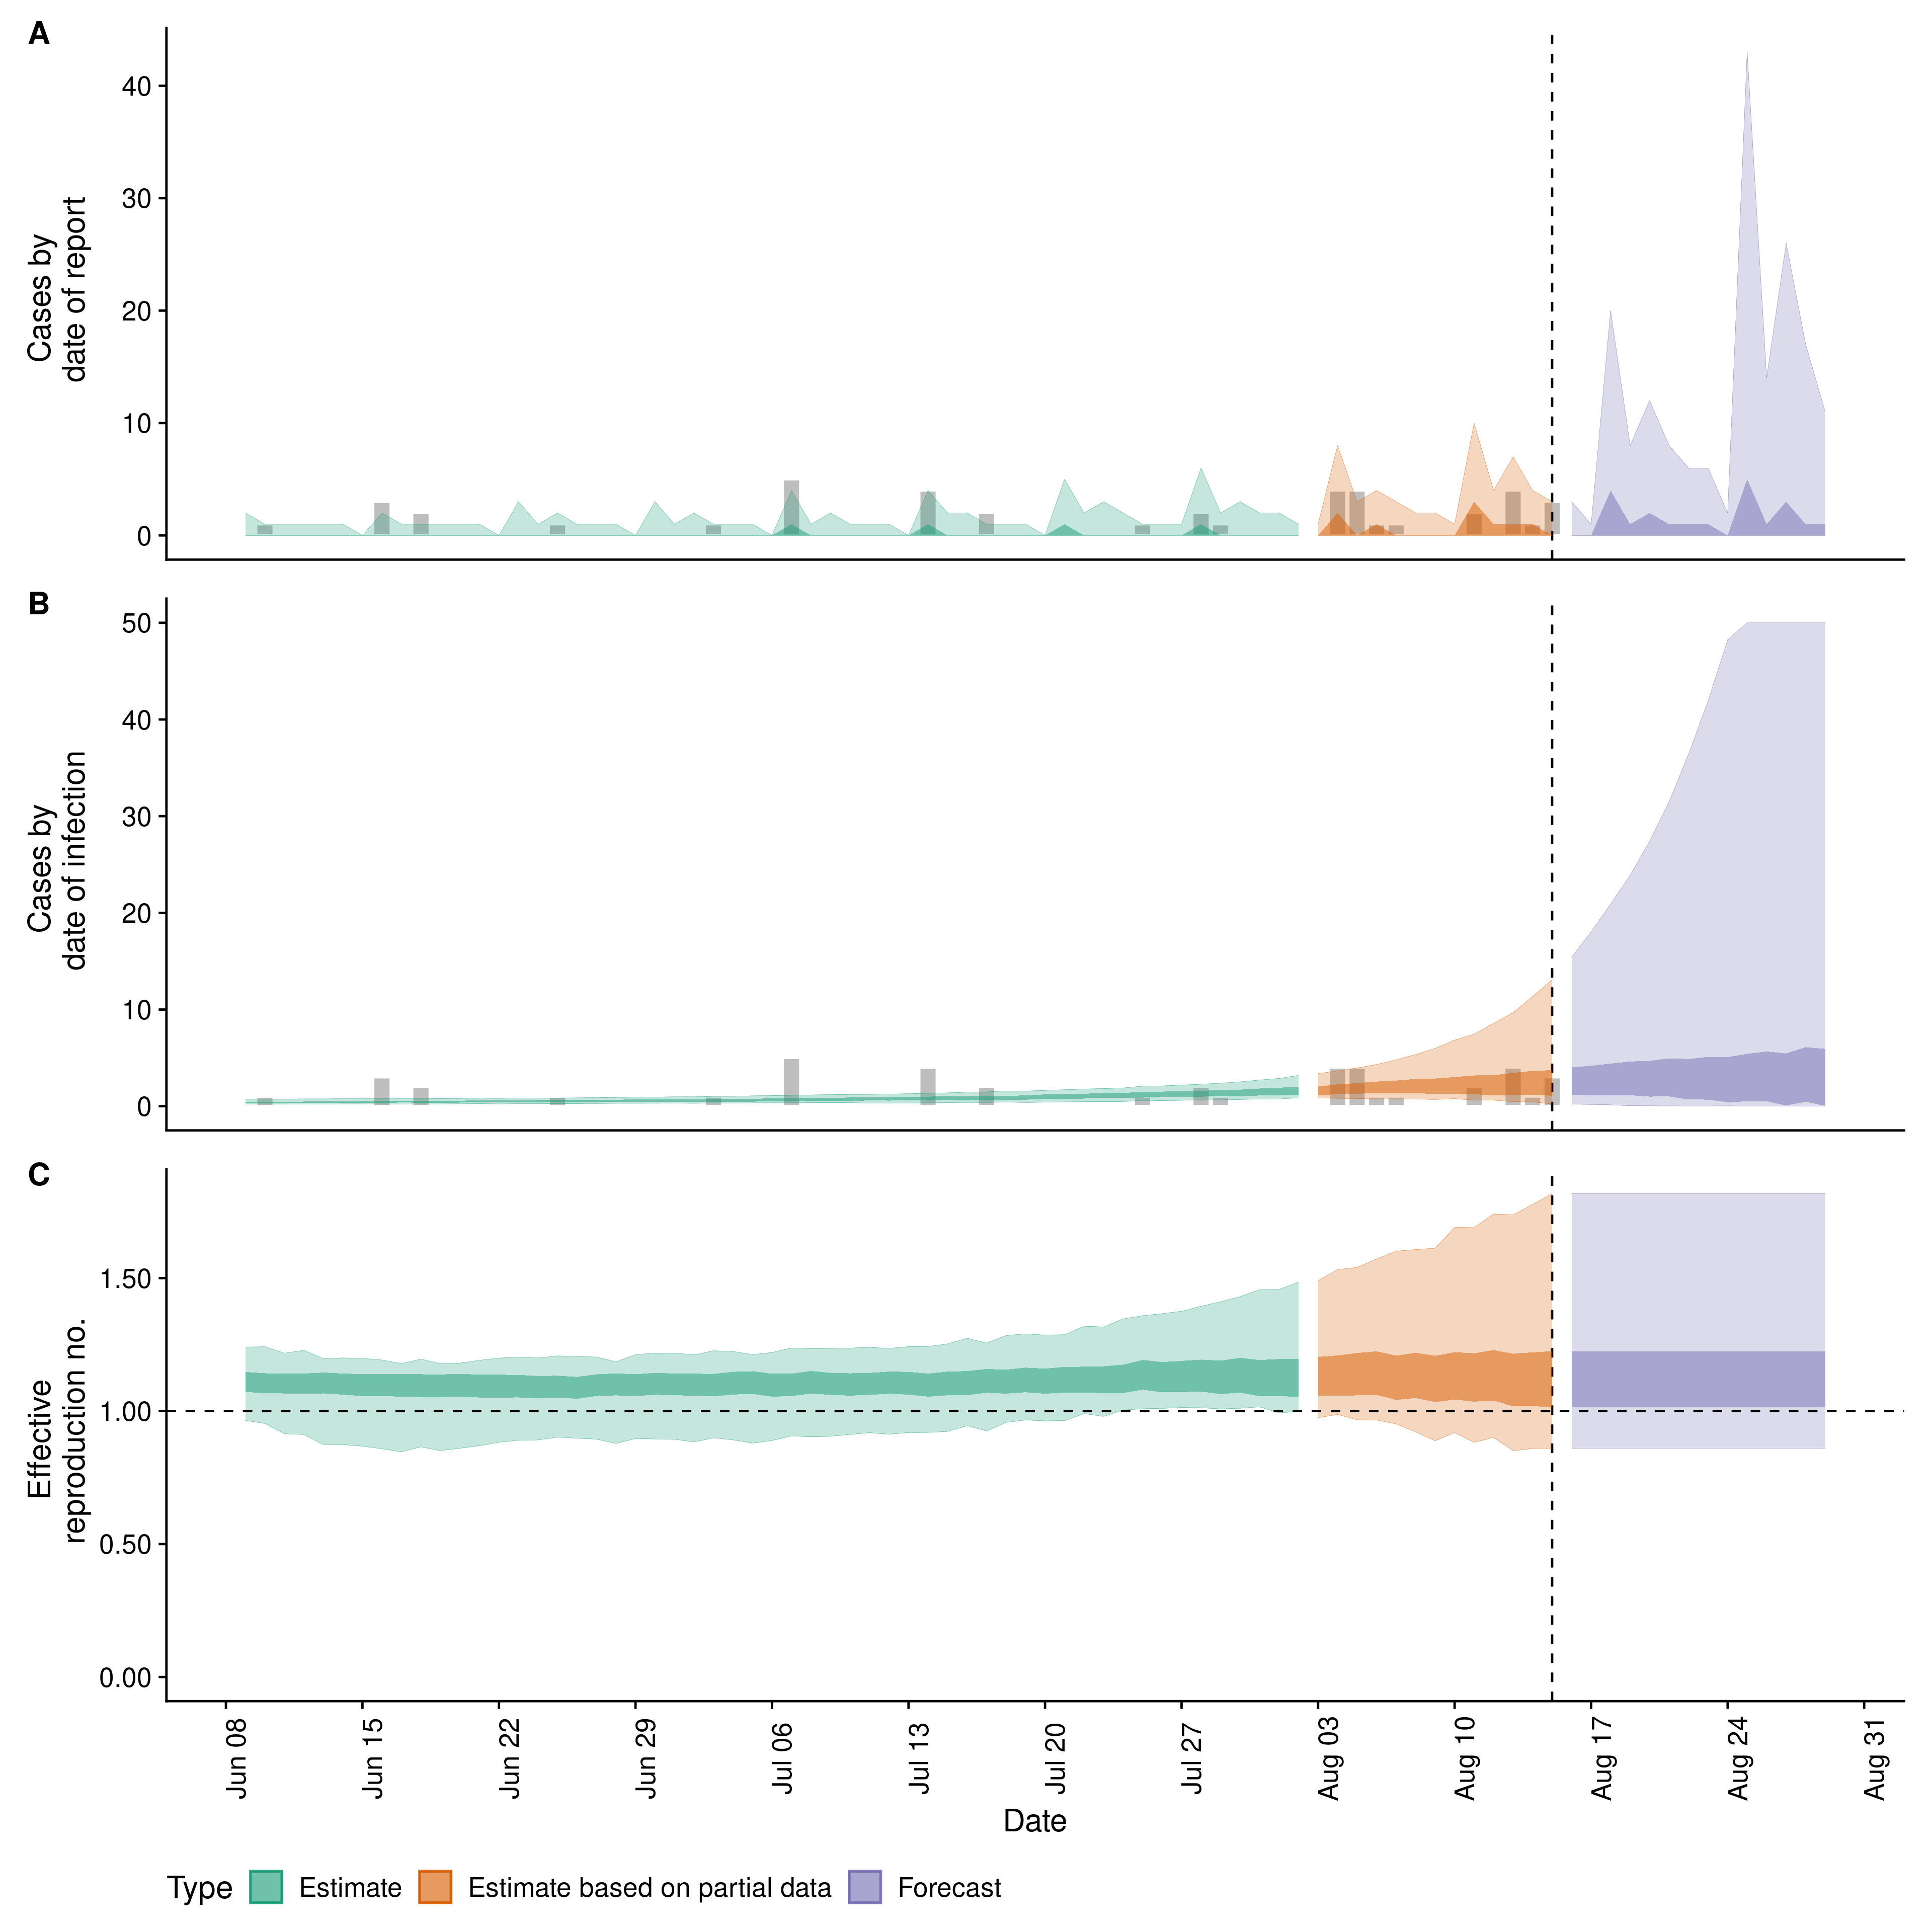 A
Cases by
date of report
40
30
20
10
0
B
Cases by
date of infection
50
40
30
20
10
0
C
Effective
reproduction no.
1.50
1.00
0.50
0.00
Jun 08
Jun 15
Jun 22
Jun 29
Jul 06
Jul 13
Jul 20
Jul 27
Aug 03
Aug 10
Aug 17
Aug 24
Aug 31
Date
Type Estimate Estimate based on partial data Forecast